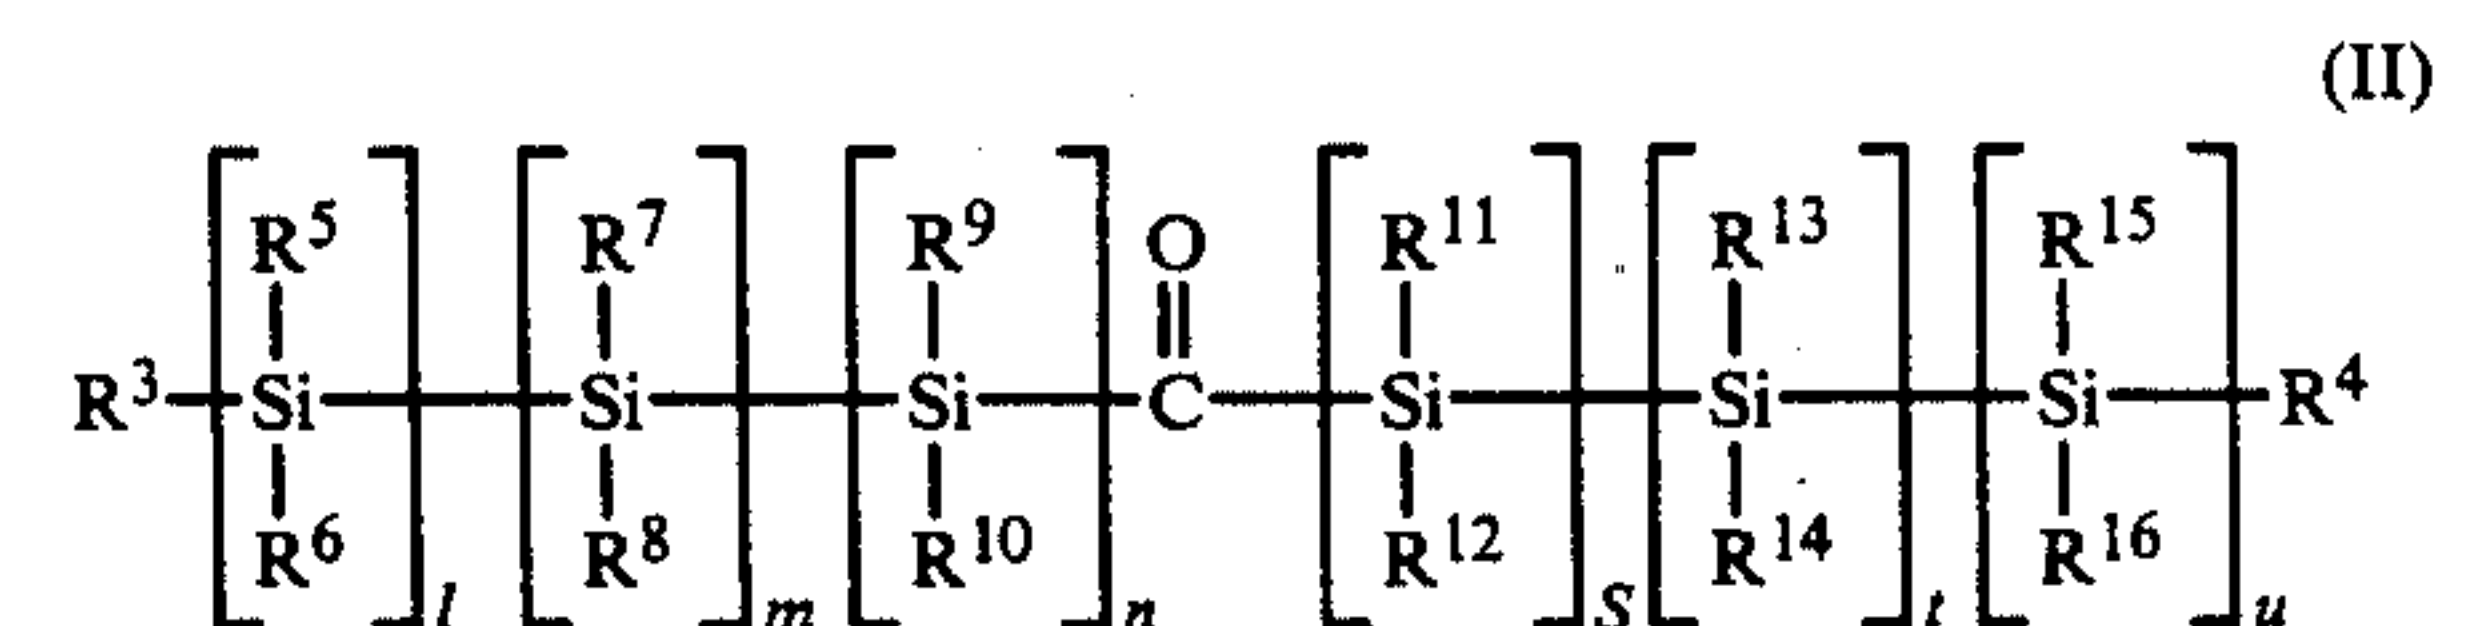 (II)
R⁵ R⁷ R⁹ O R¹¹ R¹³ R¹⁵
R³ Si Si Si C Si Si Si R⁴
R⁶ R⁸ R¹⁰ R¹² R¹⁴ R¹⁶
l m n S t u